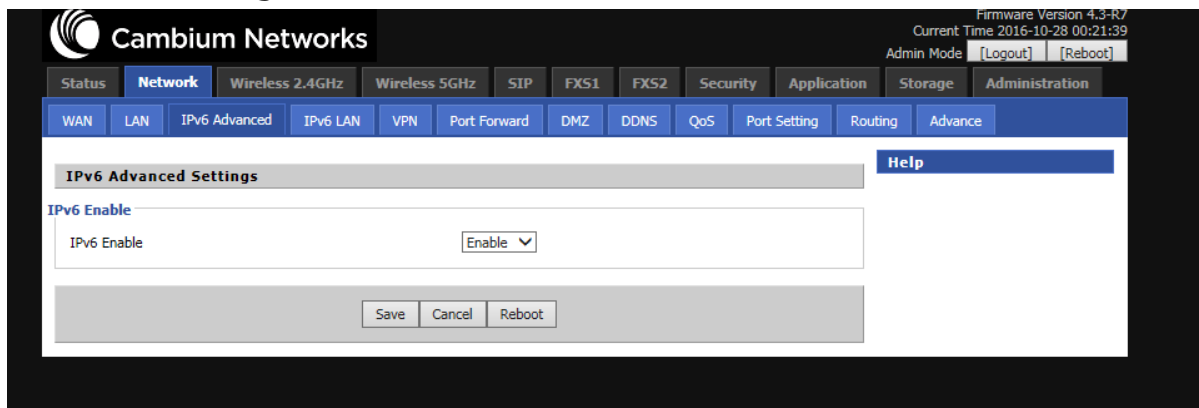 Firmware Version 4.3-R7
Cambium Networks
Current Time 2016-10-28 00:21:39
Admin Mode [Logout] [Reboot]
Status Network Wireless 2.4GHz Wireless 5GHz SIP FXS1 FXS2 Security Application Storage Administration
WAN LAN IPv6 Advanced IPv6 LAN VPN Port Forward DMZ DDNS QoS Port Setting Routing Advance
Help
IPv6 Advanced Settings
IPv6 Enable
IPv6 Enable Enable
Save Cancel Reboot